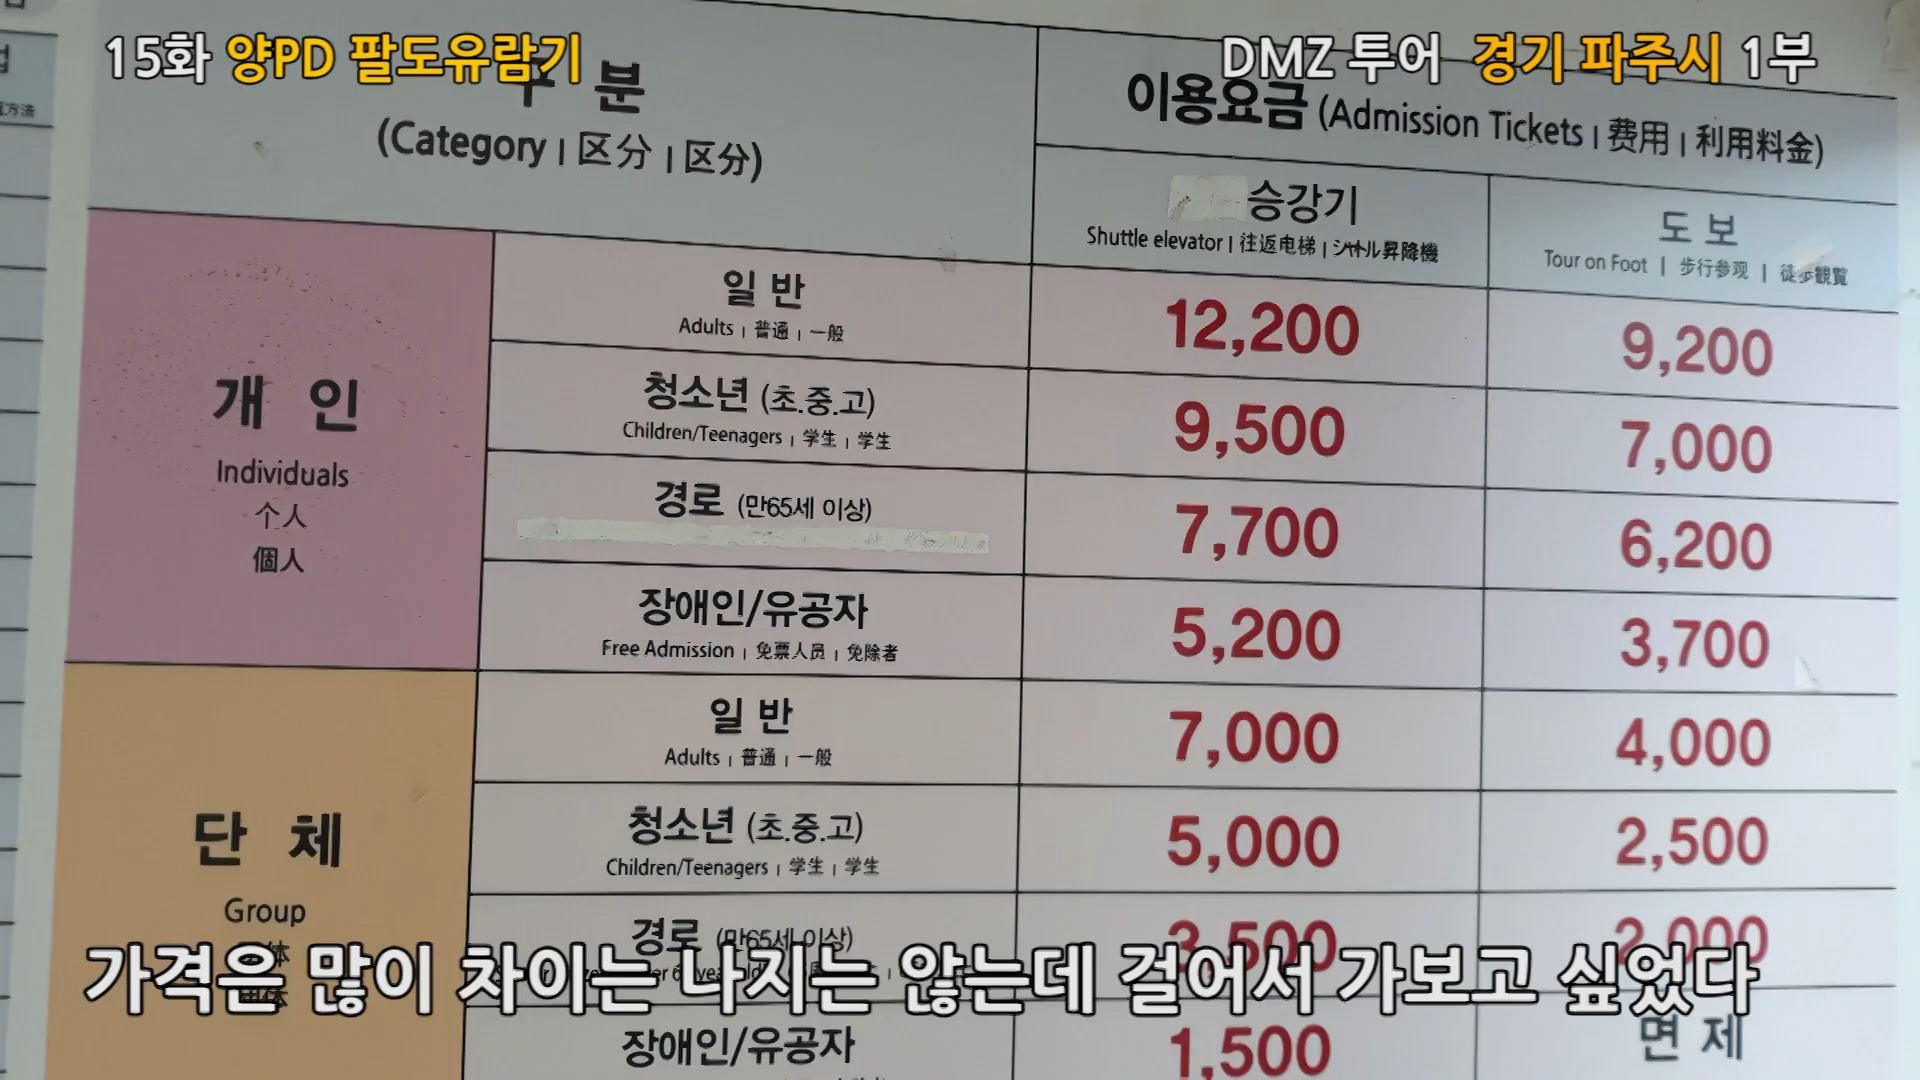 15화 양PD 팔도유람기
DMZ 투어 경기 파주시 1부
구 분
(Category | 区分 | 区分)
이용요금 (Admission Tickets | 费用 | 利用料金)
승강기
Shuttle elevator | 往返电梯 | シャトル昇降機
도 보
Tour on Foot | 步行参观 | 徒歩観覧
개 인
Individuals
个人
個人
일 반
Adults | 普通 | 一般
12,200
9,200
청소년 (초.중.고)
Children/Teenagers | 学生 | 学生
9,500
7,000
경로 (만65세 이상)
7,700
6,200
장애인/유공자
Free Admission | 免票人员 | 免除者
5,200
3,700
단 체
Group
일 반
Adults | 普通 | 一般
7,000
4,000
청소년 (초.중.고)
Children/Teenagers | 学生 | 学生
5,000
2,500
경로 (만65세 이상)
3,500
2,000
가격은 많이 차이는 나지는 않는데 걸어서 가보고 싶었다
장애인/유공자
1,500
면 제